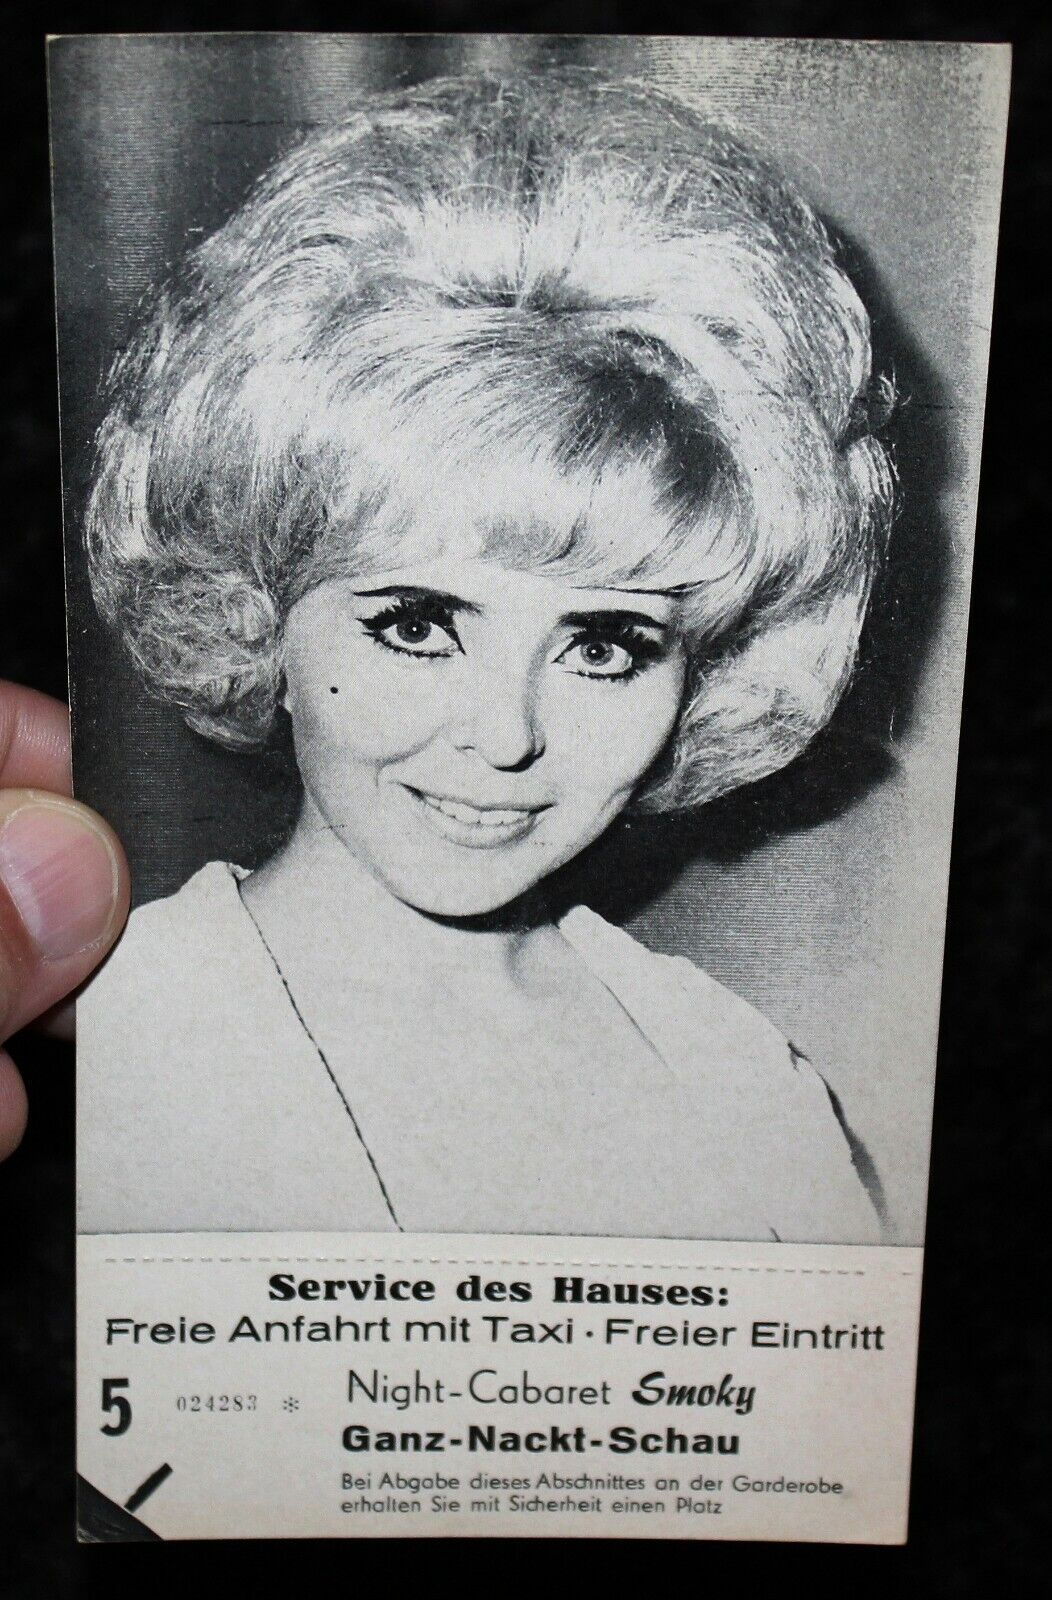 Service des Hauses:
Freie Anfahrt mit Taxi · Freier Eintritt
5 024283 * Night-Cabaret Smoky
Ganz-Nackt-Schau
Bei Abgabe dieses Abschnittes an der Garderobe
erhalten Sie mit Sicherheit einen Platz